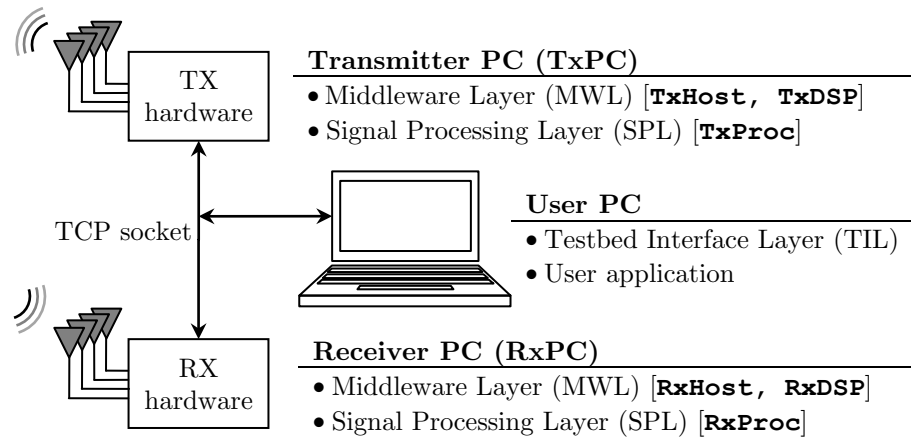 TX
hardware
Transmitter PC (TxPC)
• Middleware Layer (MWL) [TxHost, TxDSP]
• Signal Processing Layer (SPL) [TxProc]
TCP socket
User PC
• Testbed Interface Layer (TIL)
• User application
RX
hardware
Receiver PC (RxPC)
• Middleware Layer (MWL) [RxHost, RxDSP]
• Signal Processing Layer (SPL) [RxProc]